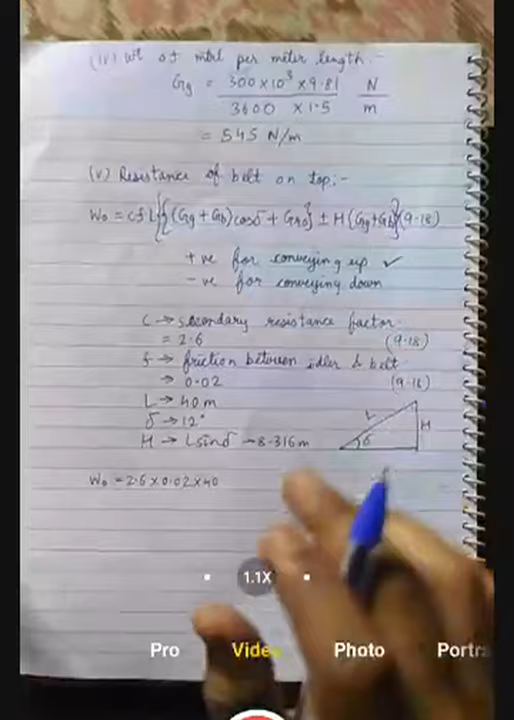 (iv) Wt of mtrl per meter length:-
Gg = 300×10³×9.81 / 3600 ×1.5 N/m
= 545 N/m
(v) Resistance of belt on top:-
W₀ = cfL{[(Gg+Gb)cosδ + Gro} ± H(Gg+Gb)} (9.18)
+ve for conveying up ✓
-ve for conveying down
C → secondary resistance factor
= 2.6 (9.18)
f → friction between idler & belt
→ 0.02 (9.18)
L → 40 m
δ → 12°
H → Lsinδ → 8.316m
L
H
δ
W₀ = 2.6×0.02×40
1.1X
Pro Video Photo Portra